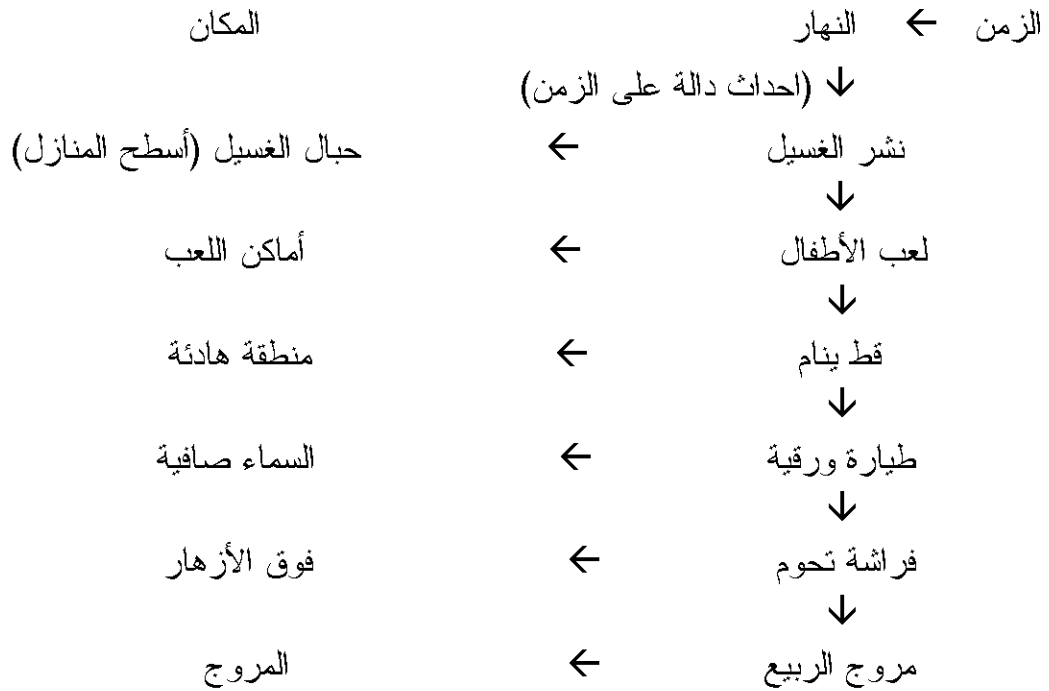 الزمن ← النهار المكان
↓ (احداث دالة على الزمن)
نشر الغسيل ← حبال الغسيل (أسطح المنازل)
↓
لعب الأطفال ← أماكن اللعب
↓
قط ينام ← منطقة هادئة
↓
طيارة ورقية ← السماء صافية
↓
فراشة تحوم ← فوق الأزهار
↓
مروج الربيع ← المروج